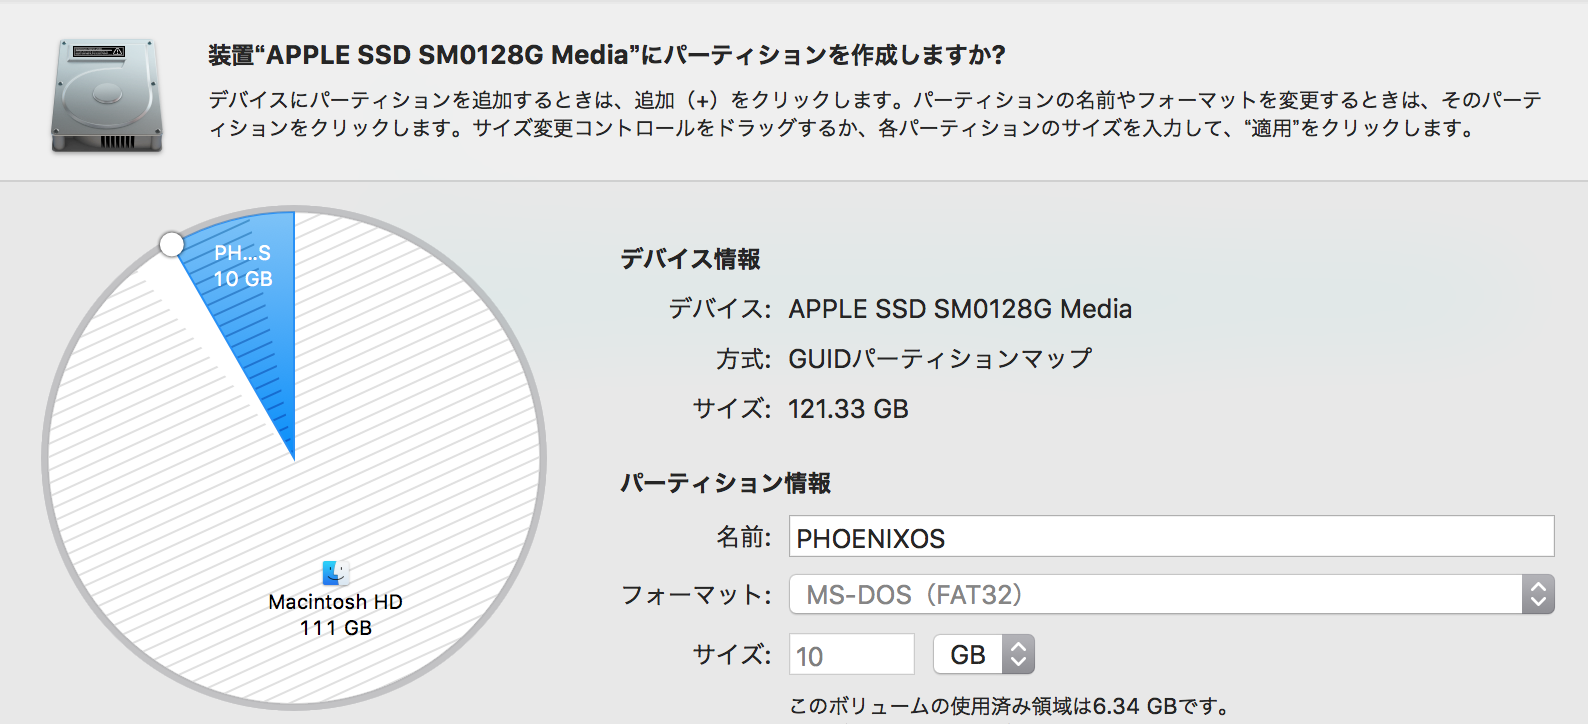 装置“APPLE SSD SM0128G Media”にパーティションを作成しますか?
デバイスにパーティションを追加するときは、追加（+）をクリックします。パーティションの名前やフォーマットを変更するときは、そのパーテ
ィションをクリックします。サイズ変更コントロールをドラッグするか、各パーティションのサイズを入力して、“適用”をクリックします。
PH...S
10 GB
Macintosh HD
111 GB
デバイス情報
デバイス: APPLE SSD SM0128G Media
方式: GUIDパーティションマップ
サイズ: 121.33 GB
パーティション情報
名前: PHOENIXOS
フォーマット: MS-DOS（FAT32）
サイズ: 10 GB
このボリュームの使用済み領域は6.34 GBです。